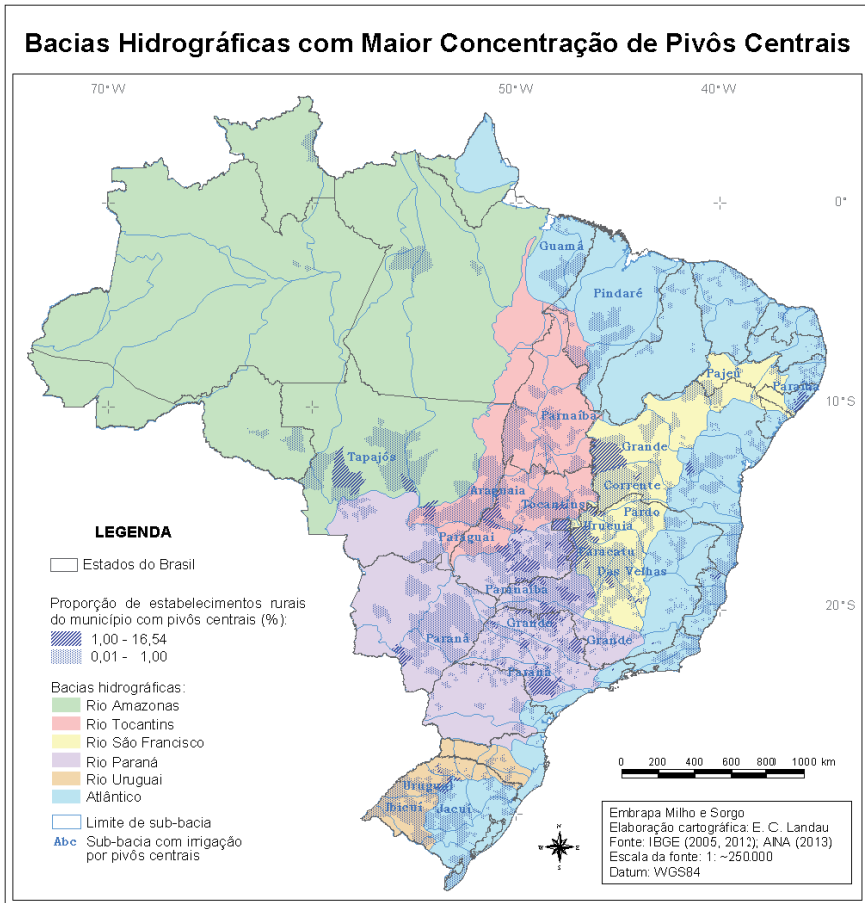 Bacias Hidrográficas com Maior Concentração de Pivôs Centrais
70°W
50°W
40°W
0°
10°S
20°S
Guamá
Pindaré
Pajeú
Paraíba
Parnaíba
Grande
Tapajós
Corrente
Araguaia
Tocantins
Pardo
Urucuia
Paraguai
Paracatu
Das Velhas
Paranaíba
Grande
Paraná
Grande
Paraná
Uruguai
Ibicuí
Jacuí
LEGENDA
Estados do Brasil
Proporção de estabelecimentos rurais
do município com pivôs centrais (%):
1,00 - 16,54
0,01 - 1,00
Bacias hidrográficas:
Rio Amazonas
Rio Tocantins
Rio São Francisco
Rio Paraná
Rio Uruguai
Atlântico
Limite de sub-bacia
Abc Sub-bacia com irrigação
por pivôs centrais
0 200 400 600 800 1000 km
N
W E
S
Embrapa Milho e Sorgo
Elaboração cartográfica: E. C. Landau
Fonte: IBGE (2005, 2012); AINA (2013)
Escala da fonte: 1: ~250.000
Datum: WGS84